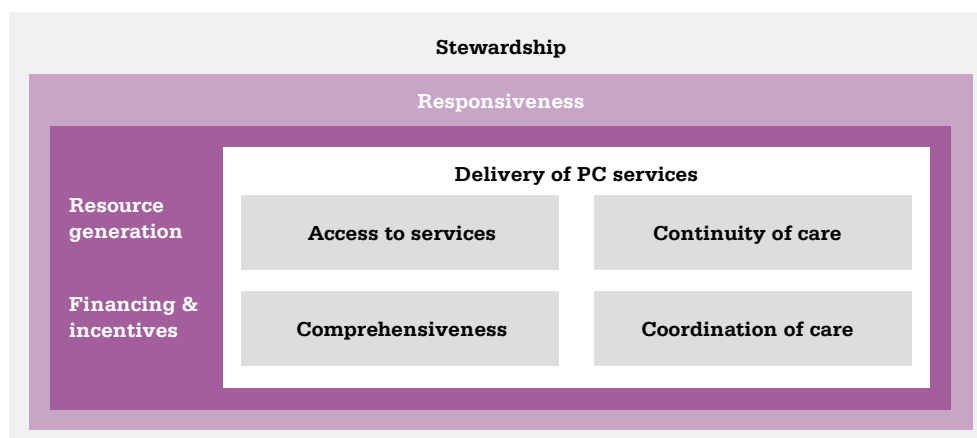 Stewardship
Responsiveness
Resource
generation
Financing &
incentives
Delivery of PC services
Access to services
Continuity of care
Comprehensiveness
Coordination of care